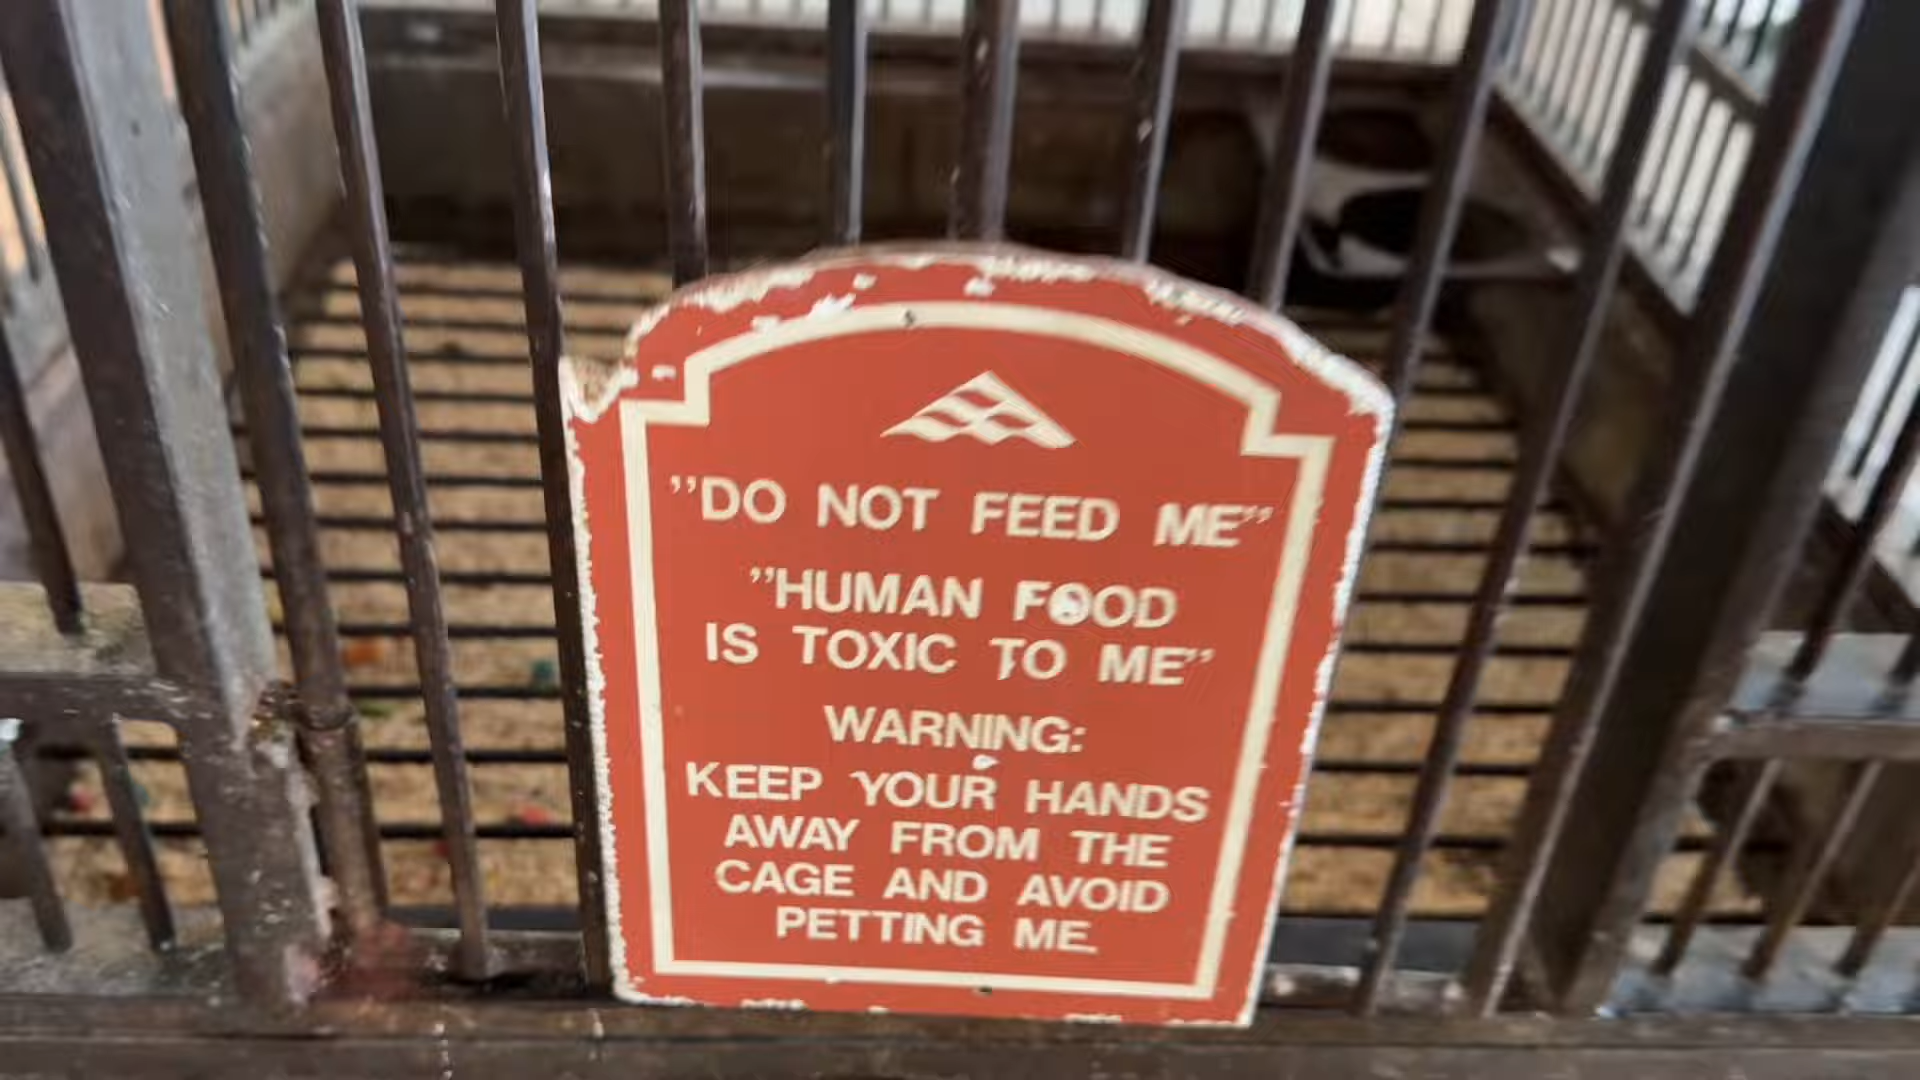 "DO NOT FEED ME"
"HUMAN FOOD
IS TOXIC TO ME"
WARNING:
KEEP YOUR HANDS
AWAY FROM THE
CAGE AND AVOID
PETTING ME.